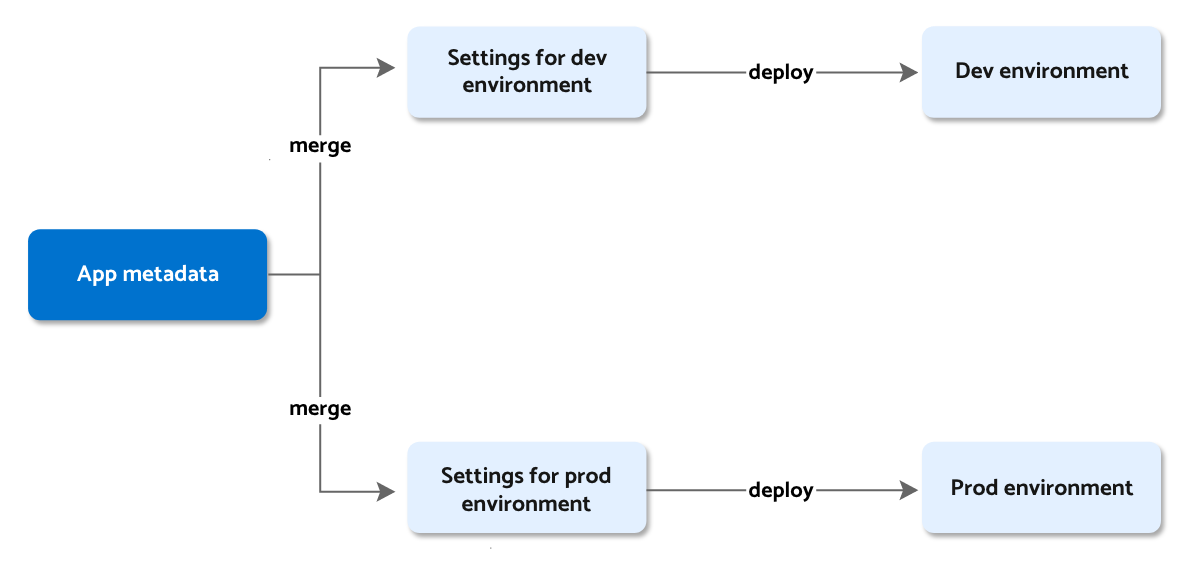 Settings for dev
environment
deploy
Dev environment
merge
App metadata
merge
Settings for prod
environment
deploy
Prod environment